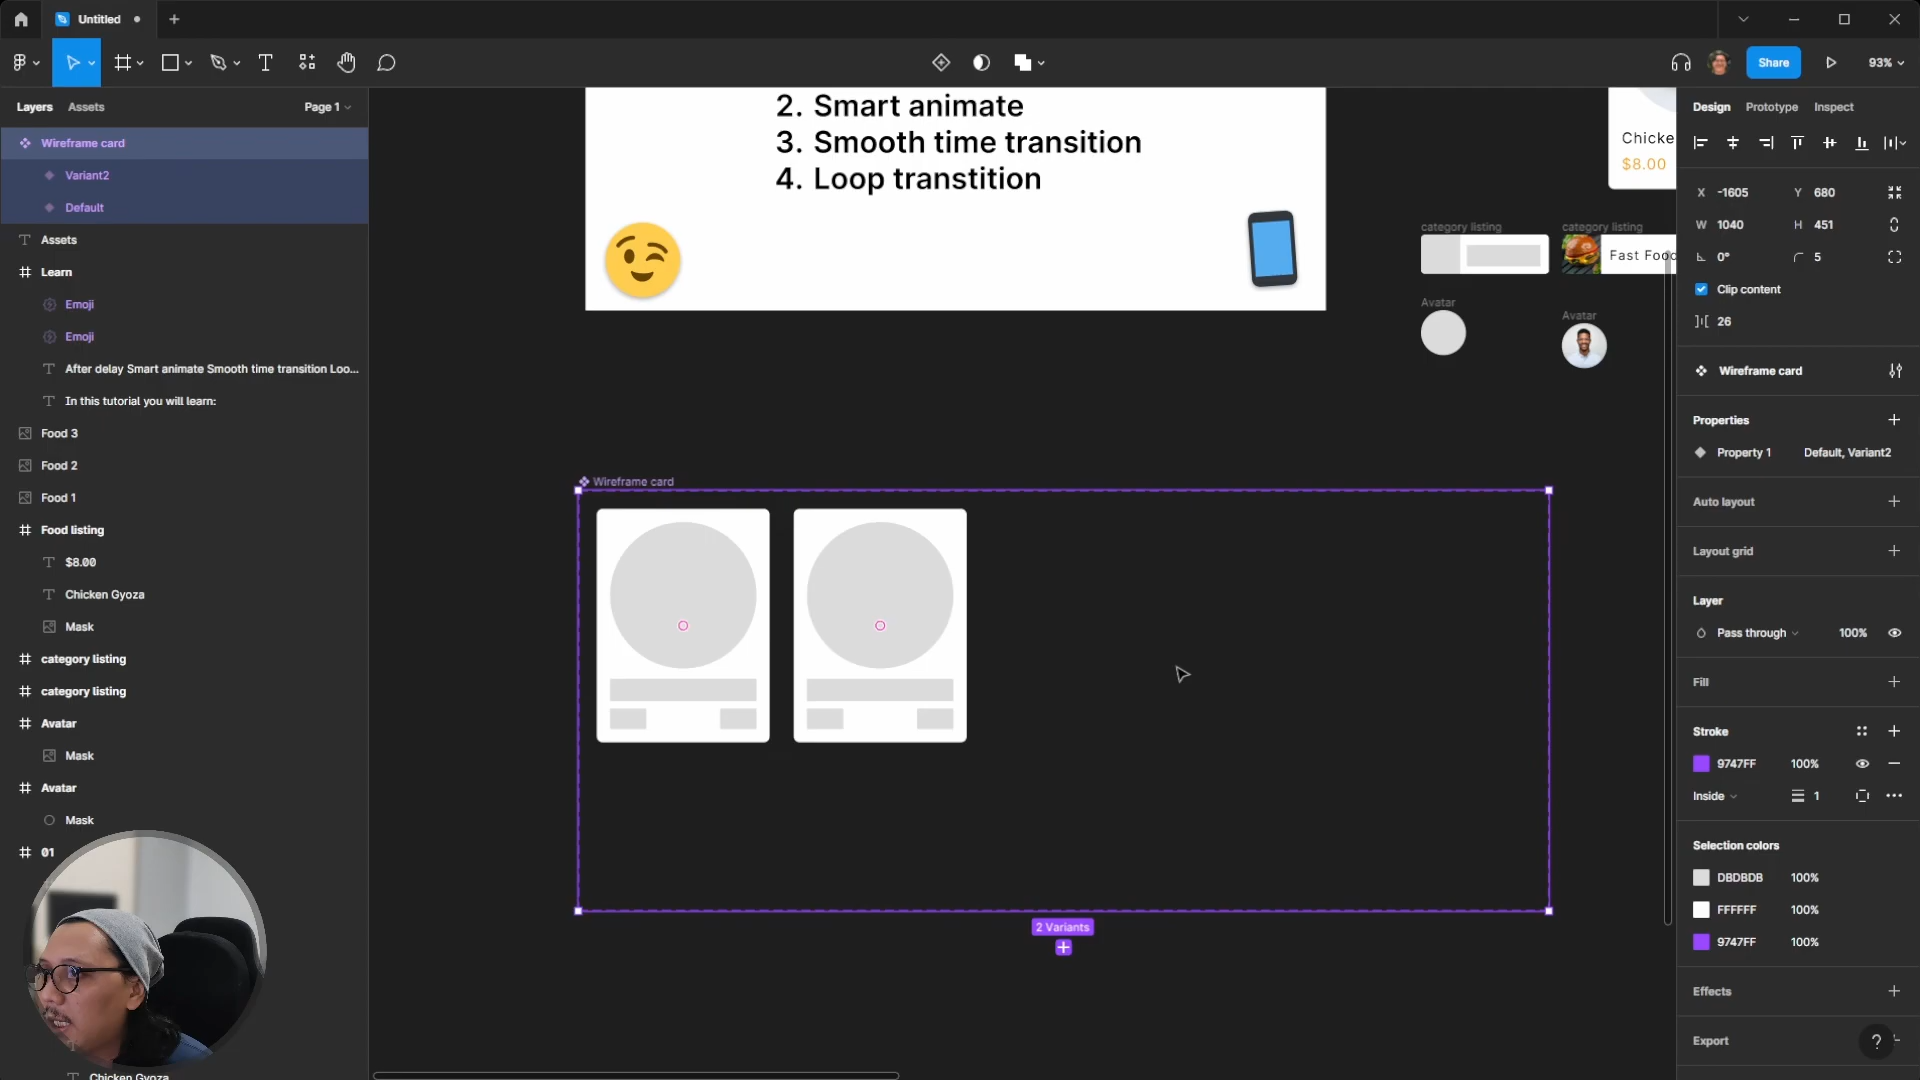 Untitled
Share
93%
Layers
Assets
Page 1
Wireframe card
Variant2
Default
Assets
Learn
Emoji
Emoji
After delay Smart animate Smooth time transition Loo...
In this tutorial you will learn:
Food 3
Food 2
Food 1
Food listing
$8.00
Chicken Gyoza
Mask
category listing
category listing
Avatar
Mask
Avatar
Mask
01
Chicken Gyoza
2. Smart animate
3. Smooth time transition
4. Loop transtition
Chicke
$8.00
category listing
category listing
Fast Food
Avatar
Avatar
Wireframe card
2 Variants
Design
Prototype
Inspect
X -1605
Y 680
W 1040
H 451
0°
5
Clip content
26
Wireframe card
Properties
Property 1
Default, Variant2
Auto layout
Layout grid
Layer
Pass through
100%
Fill
Stroke
9747FF
100%
Inside
1
Selection colors
DBDBDB
100%
FFFFFF
100%
9747FF
100%
Effects
Export
?